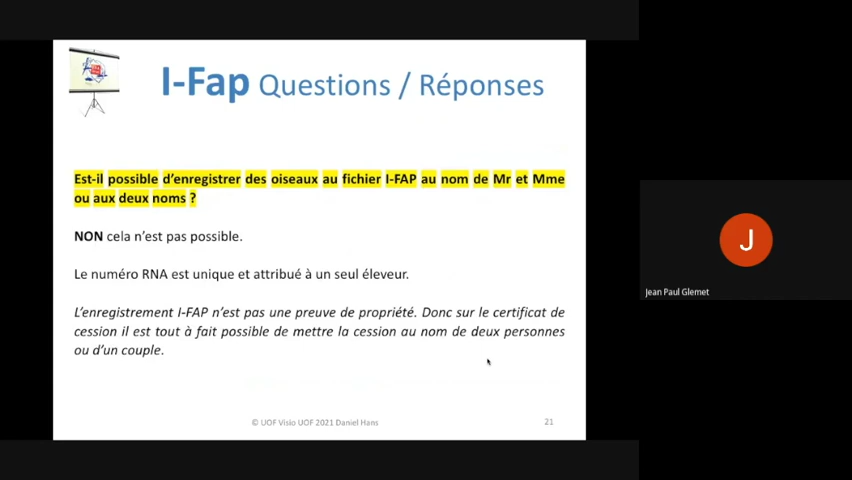 I-Fap Questions / Réponses
Est-il possible d'enregistrer des oiseaux au fichier I-FAP au nom de Mr et Mme
ou aux deux noms ?
NON cela n'est pas possible.
Le numéro RNA est unique et attribué à un seul éleveur.
L'enregistrement I-FAP n'est pas une preuve de propriété. Donc sur le certificat de
cession il est tout à fait possible de mettre la cession au nom de deux personnes
ou d'un couple.
© UOF Visio UOF 2021 Daniel Hans
21
J
Jean Paul Glemet